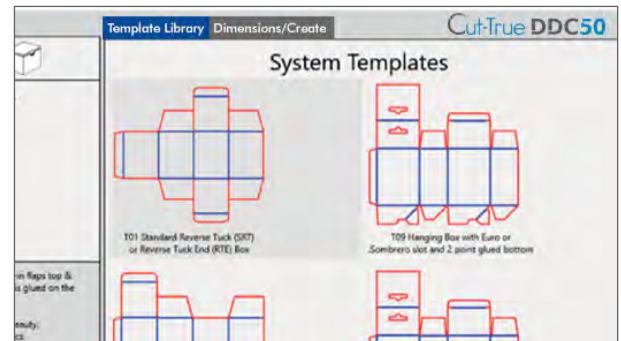 Template Library Dimensions/Create
Cut-True DDC50
System Templates
T01 Standard Reverse Tuck (SRT)
or Reverse Tuck End (RTE) Box
T09 Hanging Box with Euro or
Sombrero slot and 2 point glued bottom
in flaps top &
is glued on the